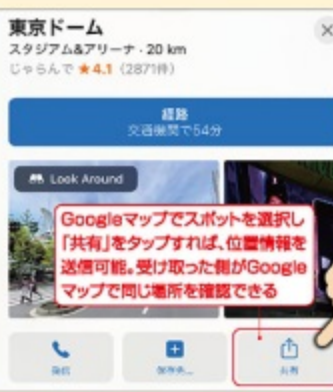 東京ドーム
スタジアム&アリーナ・20 km
じゃらんで ★4.1 (2871件)
経路
交通機関で54分
Look Around
Googleマップでスポットを選択し
「共有」をタップすれば、位置情報を
送信可能。受け取った側がGoogle
マップで同じ場所を確認できる
発信
共有